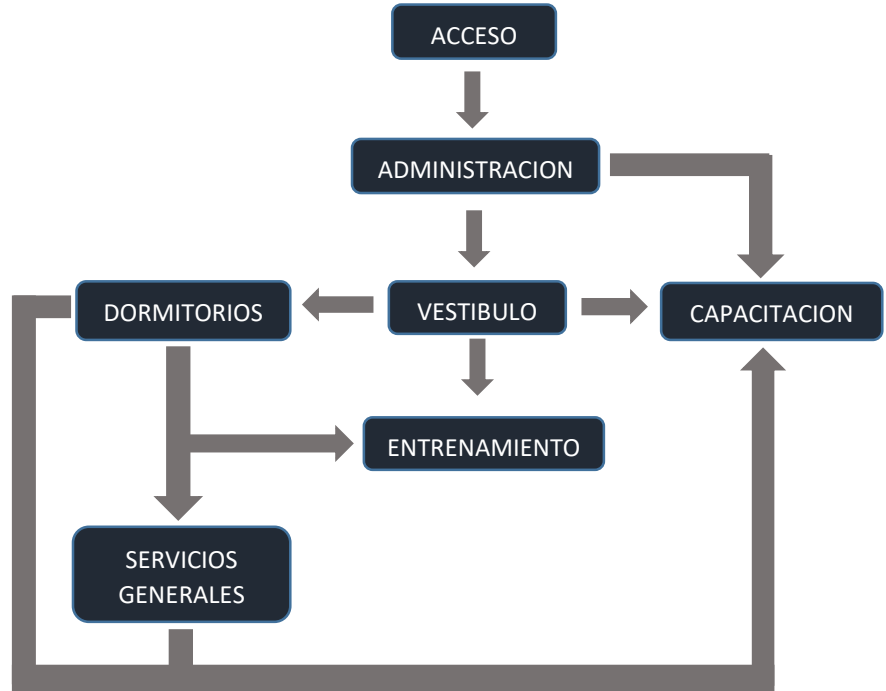 ACCESO
ADMINISTRACION
DORMITORIOS
VESTIBULO
CAPACITACION
ENTRENAMIENTO
SERVICIOS
GENERALES